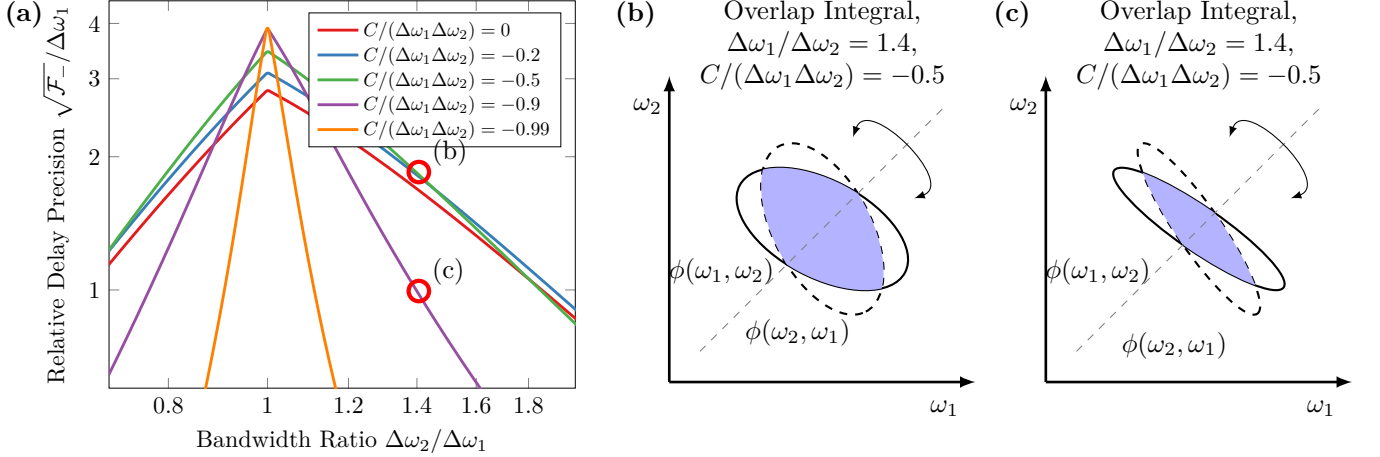 (a)
Relative Delay Precision √F₋/Δω₁
4
3
2
1
0.8
1
1.2
1.4
1.6
1.8
Bandwidth Ratio Δω₂/Δω₁
C/(Δω₁Δω₂) = 0
C/(Δω₁Δω₂) = −0.2
C/(Δω₁Δω₂) = −0.5
C/(Δω₁Δω₂) = −0.9
C/(Δω₁Δω₂) = −0.99
(b)
(c)
(b)
Overlap Integral,
Δω₁/Δω₂ = 1.4,
C/(Δω₁Δω₂) = −0.5
ω₂
ϕ(ω₁, ω₂)
ϕ(ω₂, ω₁)
ω₁
(c)
Overlap Integral,
Δω₁/Δω₂ = 1.4,
C/(Δω₁Δω₂) = −0.5
ω₂
ϕ(ω₁, ω₂)
ϕ(ω₂, ω₁)
ω₁